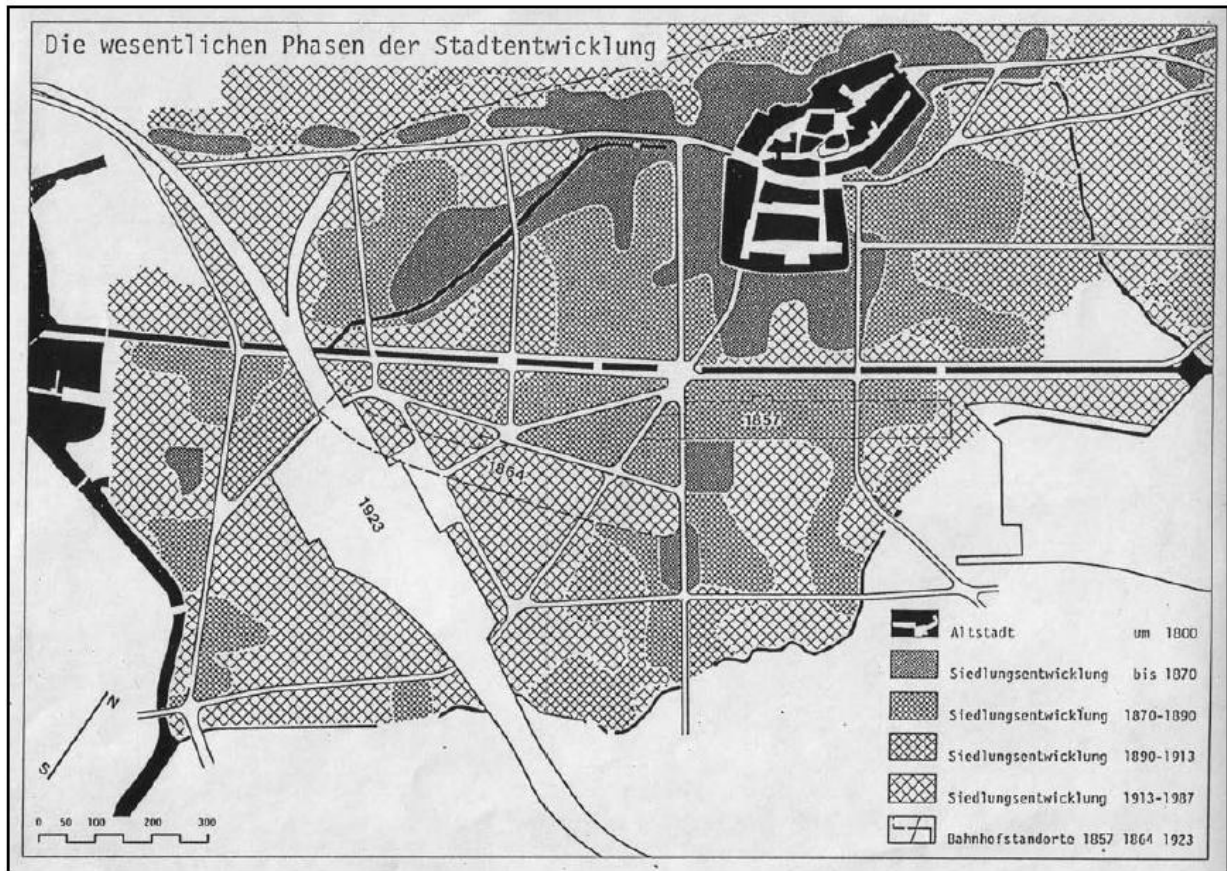 Die wesentlichen Phasen der Stadtentwicklung
1857
1864
1923
N
S
0 50 100 200 300
Altstadt um 1800
Siedlungsentwicklung bis 1870
Siedlungsentwicklung 1870-1890
Siedlungsentwicklung 1890-1913
Siedlungsentwicklung 1913-1987
Bahnhofstandorte 1857 1864 1923